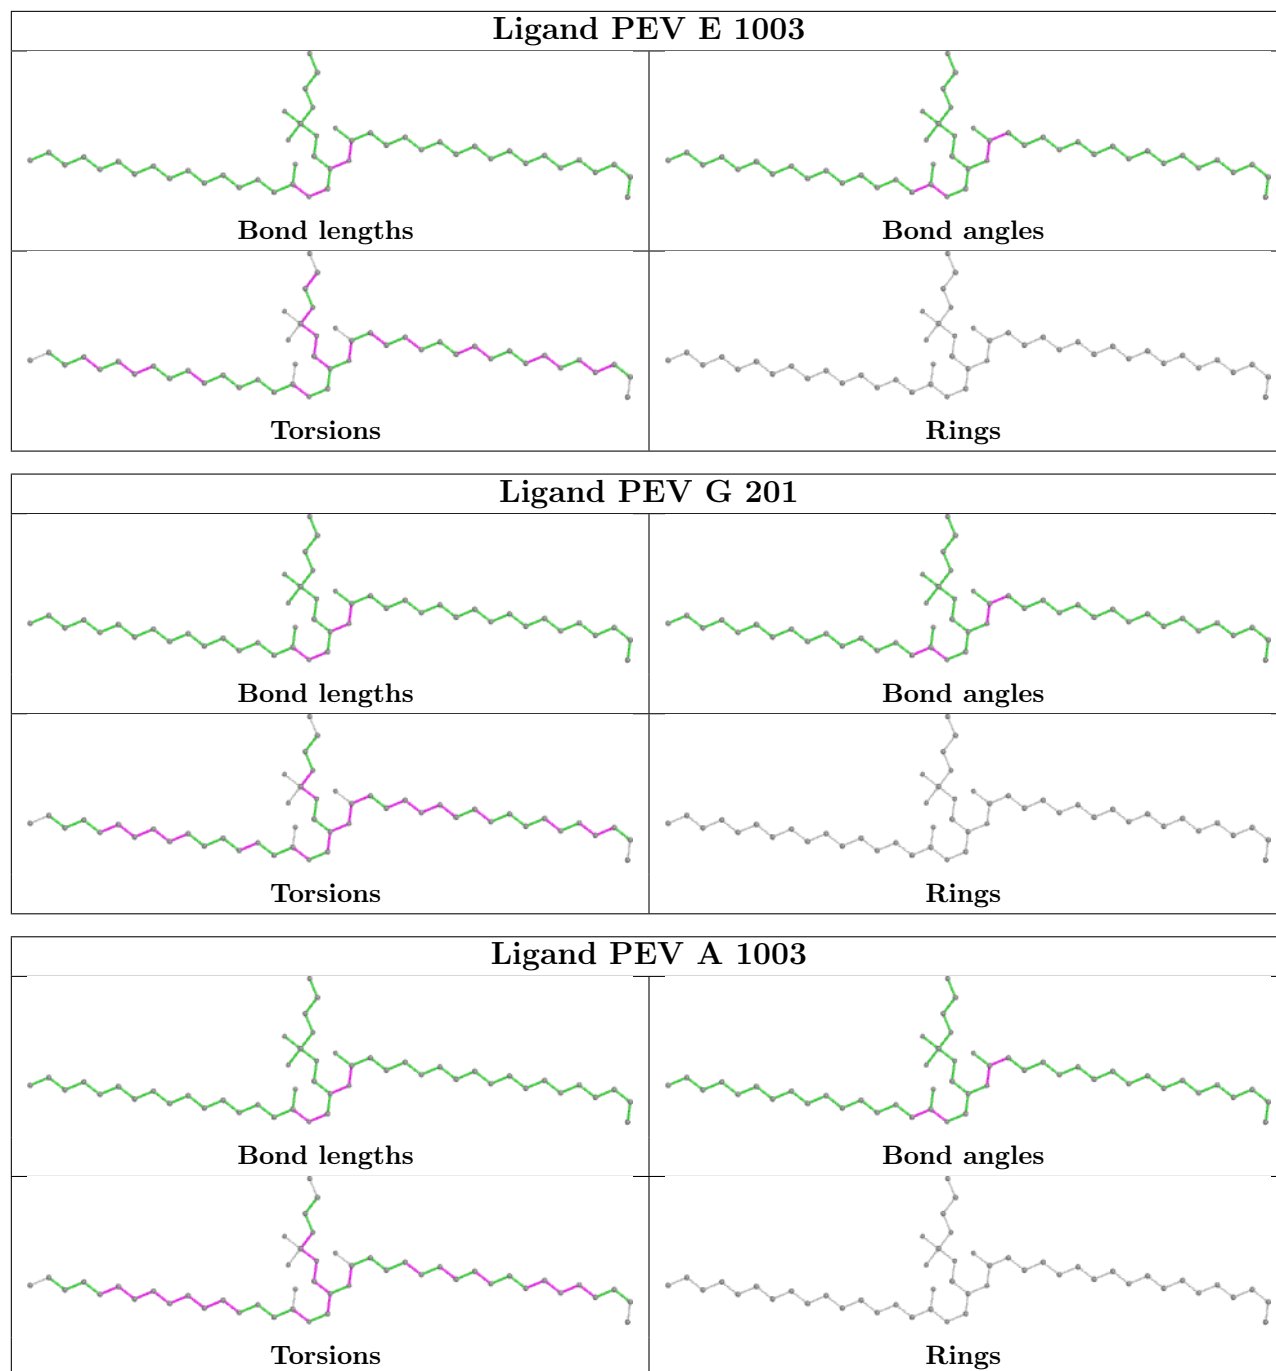 Ligand PEV E 1003
Bond lengths
Bond angles
Torsions
Rings
Ligand PEV G 201
Bond lengths
Bond angles
Torsions
Rings
Ligand PEV A 1003
Bond lengths
Bond angles
Torsions
Rings